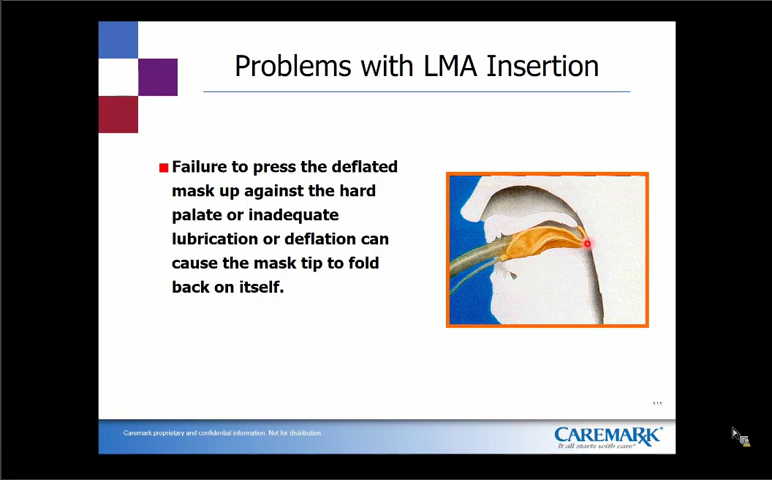 Problems with LMA Insertion
Failure to press the deflated
mask up against the hard
palate or inadequate
lubrication or deflation can
cause the mask tip to fold
back on itself.
٢١٢
Caremark proprietary and confidential information. Not for distribution.
CAREMARK
It all starts with care